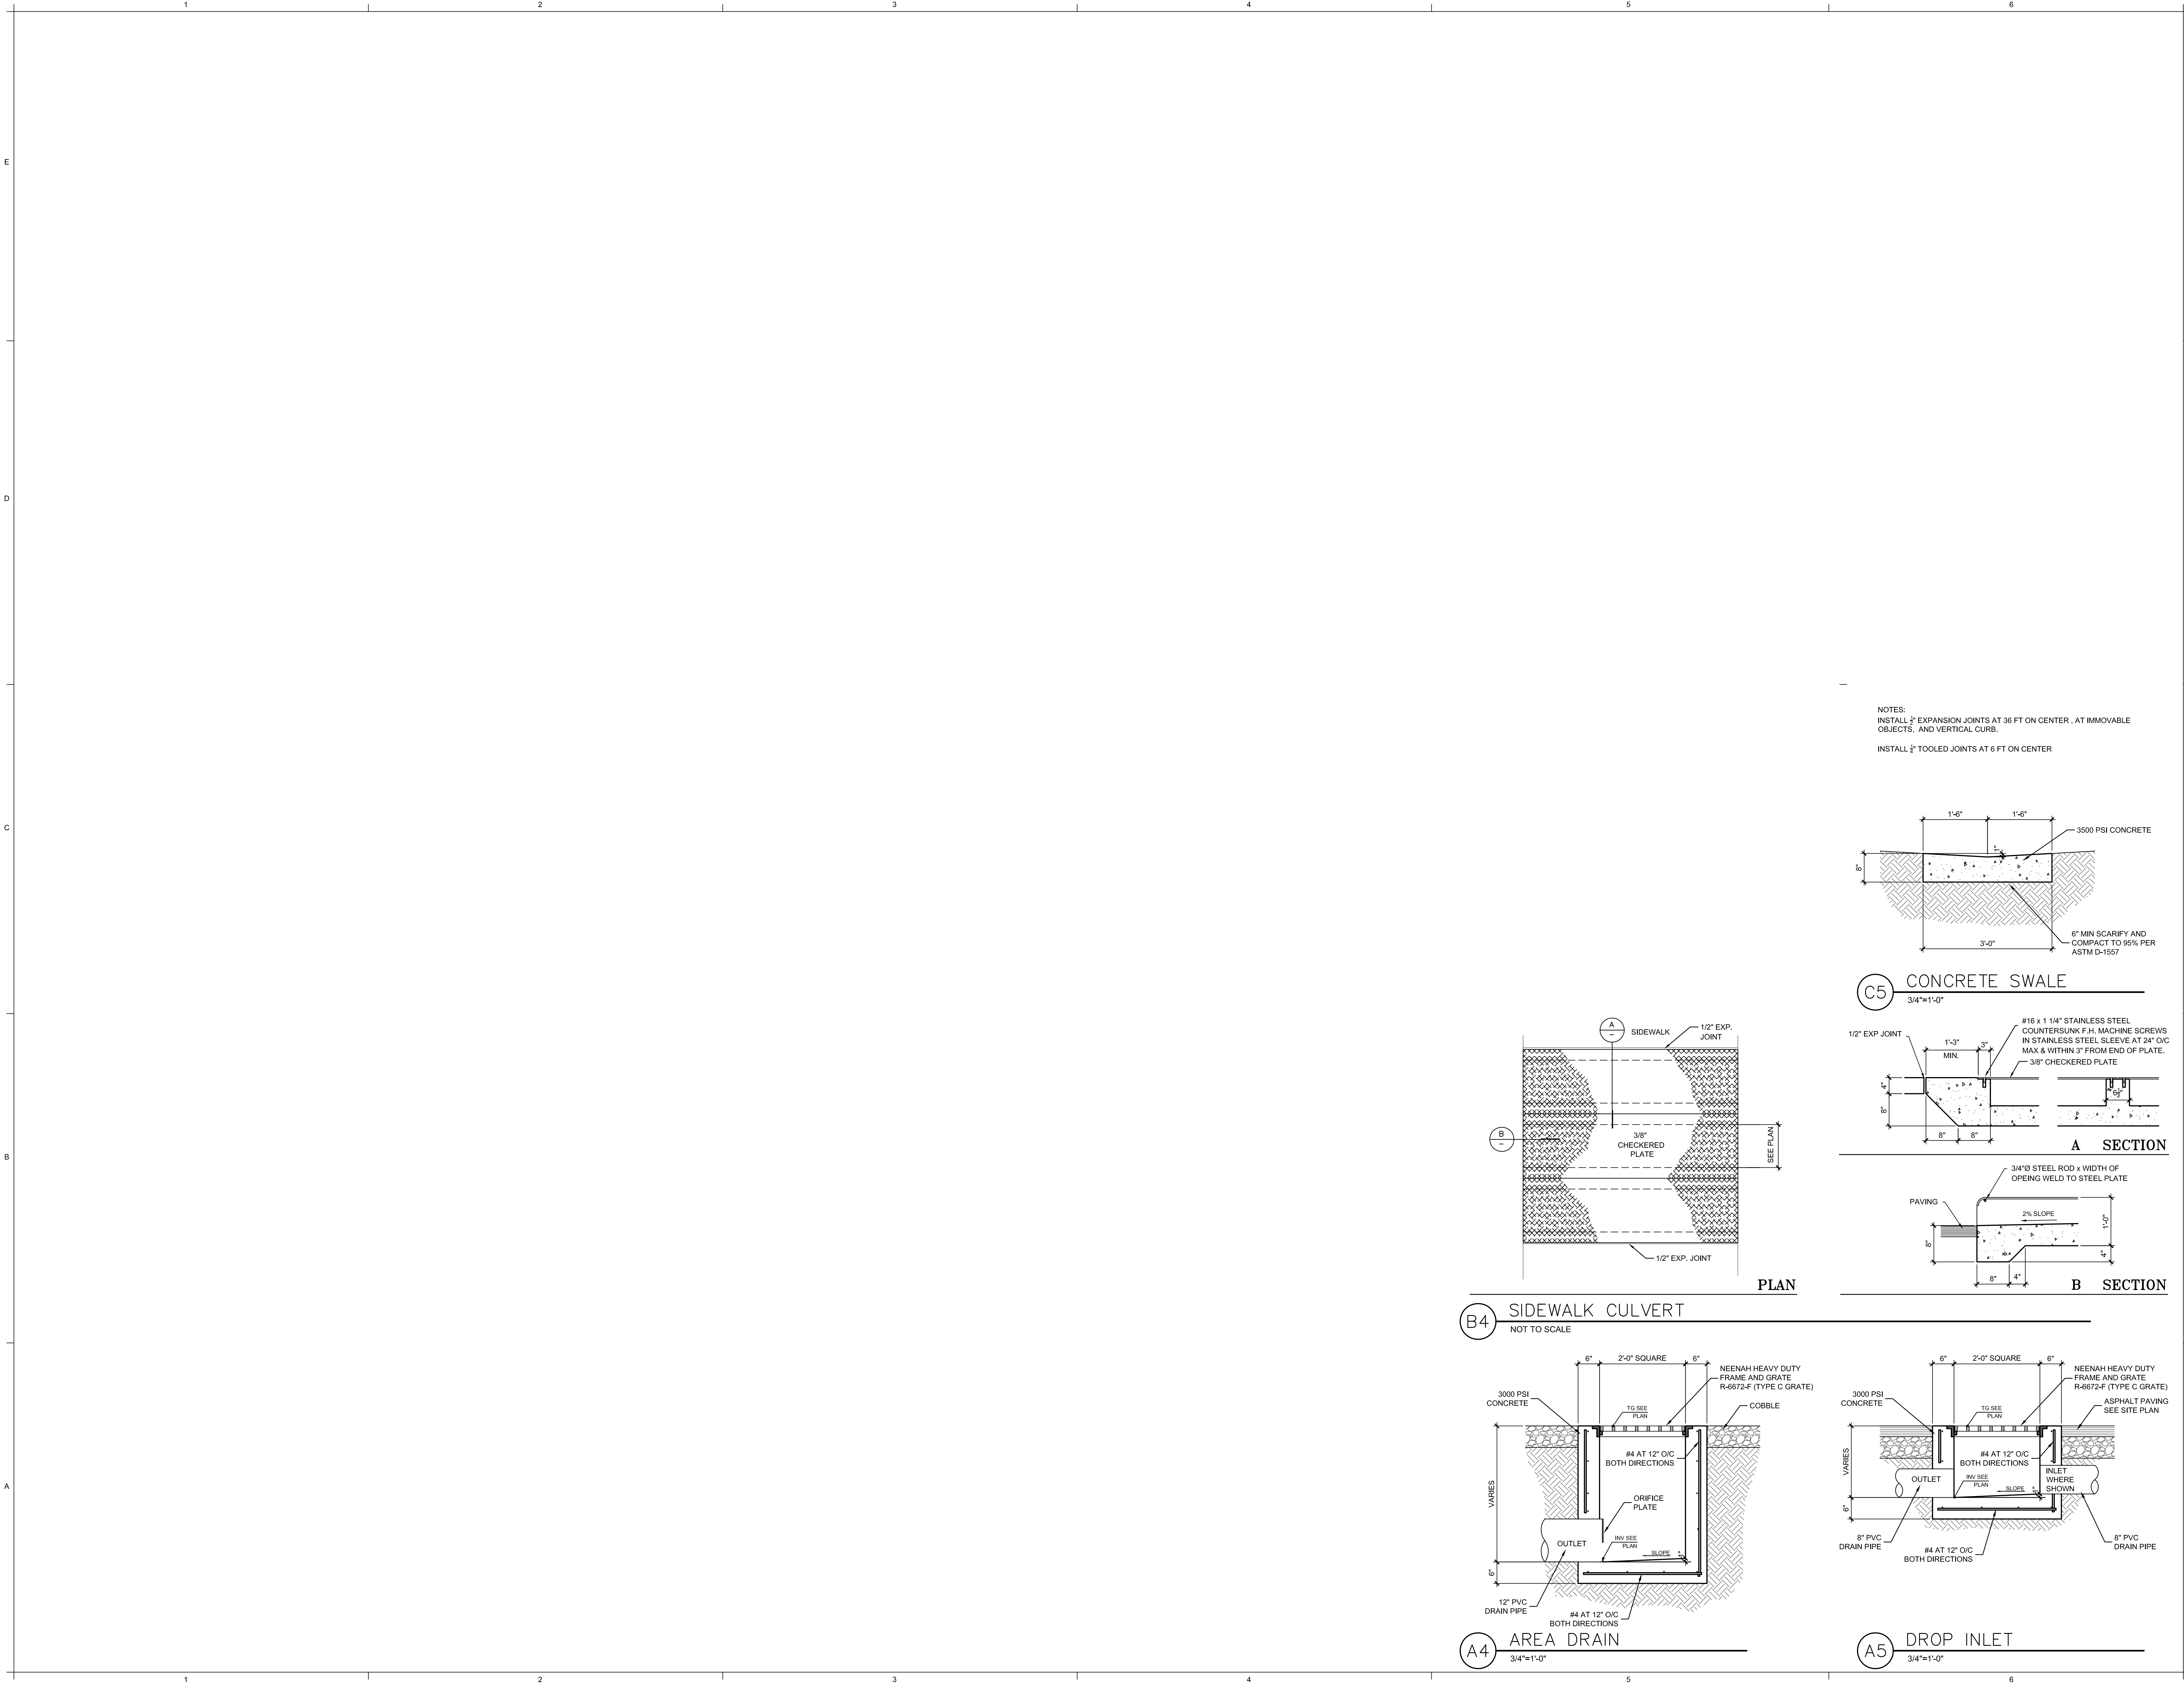 1
2
3
4
5
6
E
D
C
B
A
NOTES:
INSTALL 1/2" EXPANSION JOINTS AT 36 FT ON CENTER , AT IMMOVABLE
OBJECTS, AND VERTICAL CURB.
TOOLED JOINTS AT 6 FT ON CENTER
1'-6"
1'-6"
3500 PSI CONCRETE
1"
8"
6" MIN SCARIFY AND
COMPACT TO 95% PER
ASTM D-1557
3'-0"
C5
CONCRETE SWALE
3/4"=1'-0"
A
–
SIDEWALK
1/2" EXP.
JOINT
B
–
3/8"
CHECKERED
PLATE
SEE PLAN
1/2" EXP. JOINT
PLAN
1/2" EXP JOINT
#16 x 1 1/4" STAINLESS STEEL
COUNTERSUNK F.H. MACHINE SCREWS
IN STAINLESS STEEL SLEEVE AT 24" O/C
MAX & WITHIN 3" FROM END OF PLATE.
3/8" CHECKERED PLATE
1'-3"
MIN.
3"
4"
8"
6 1/2"
8"
8"
A SECTION
3/4"Ø STEEL ROD x WIDTH OF
OPEING WELD TO STEEL PLATE
PAVING
2% SLOPE
8"
1'-0"
4"
8"
4"
B SECTION
B4
SIDEWALK CULVERT
NOT TO SCALE
6"
2'-0" SQUARE
6"
NEENAH HEAVY DUTY
FRAME AND GRATE
R-6672-F (TYPE C GRATE)
3000 PSI
CONCRETE
COBBLE
TG SEE
PLAN
#4 AT 12" O/C
BOTH DIRECTIONS
VARIES
ORIFICE
PLATE
OUTLET
INV SEE
PLAN
SLOPE
6"
12" PVC
DRAIN PIPE
#4 AT 12" O/C
BOTH DIRECTIONS
A4
AREA DRAIN
3/4"=1'-0"
6"
2'-0" SQUARE
6"
NEENAH HEAVY DUTY
FRAME AND GRATE
R-6672-F (TYPE C GRATE)
3000 PSI
CONCRETE
ASPHALT PAVING
SEE SITE PLAN
TG SEE
PLAN
#4 AT 12" O/C
BOTH DIRECTIONS
VARIES
OUTLET
INV SEE
PLAN
SLOPE
INLET
WHERE
SHOWN
6"
8" PVC
DRAIN PIPE
#4 AT 12" O/C
BOTH DIRECTIONS
8" PVC
DRAIN PIPE
A5
DROP INLET
3/4"=1'-0"
1
2
3
4
5
6